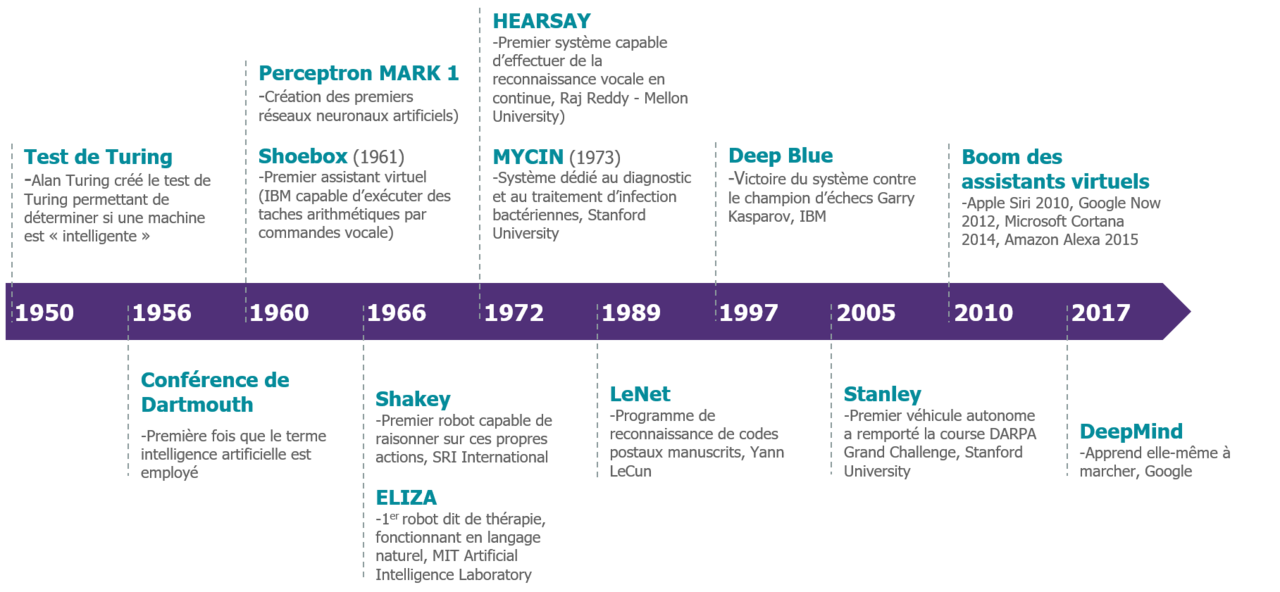 HEARSAY
-Premier système capable
d’effectuer de la
reconnaissance vocale en
continue, Raj Reddy - Mellon
University)
Perceptron MARK 1
-Création des premiers
réseaux neuronaux artificiels)
Test de Turing
-Alan Turing créé le test de
Turing permettant de
déterminer si une machine
est « intelligente »
Shoebox (1961)
-Premier assistant virtuel
(IBM capable d’exécuter des
taches arithmétiques par
commandes vocale)
MYCIN (1973)
-Système dédié au diagnostic
et au traitement d’infection
bactériennes, Stanford
University
Deep Blue
-Victoire du système contre
le champion d’échecs Garry
Kasparov, IBM
Boom des
assistants virtuels
-Apple Siri 2010, Google Now
2012, Microsoft Cortana
2014, Amazon Alexa 2015
1950 1956 1960 1966 1972 1989 1997 2005 2010 2017
Conférence de
Dartmouth
-Première fois que le terme
intelligence artificielle est
employé
Shakey
-Premier robot capable de
raisonner sur ces propres
actions, SRI International
ELIZA
-1er robot dit de thérapie,
fonctionnant en langage
naturel, MIT Artificial
Intelligence Laboratory
LeNet
-Programme de
reconnaissance de codes
postaux manuscrits, Yann
LeCun
Stanley
-Premier véhicule autonome
a remporté la course DARPA
Grand Challenge, Stanford
University
DeepMind
-Apprend elle-même à
marcher, Google